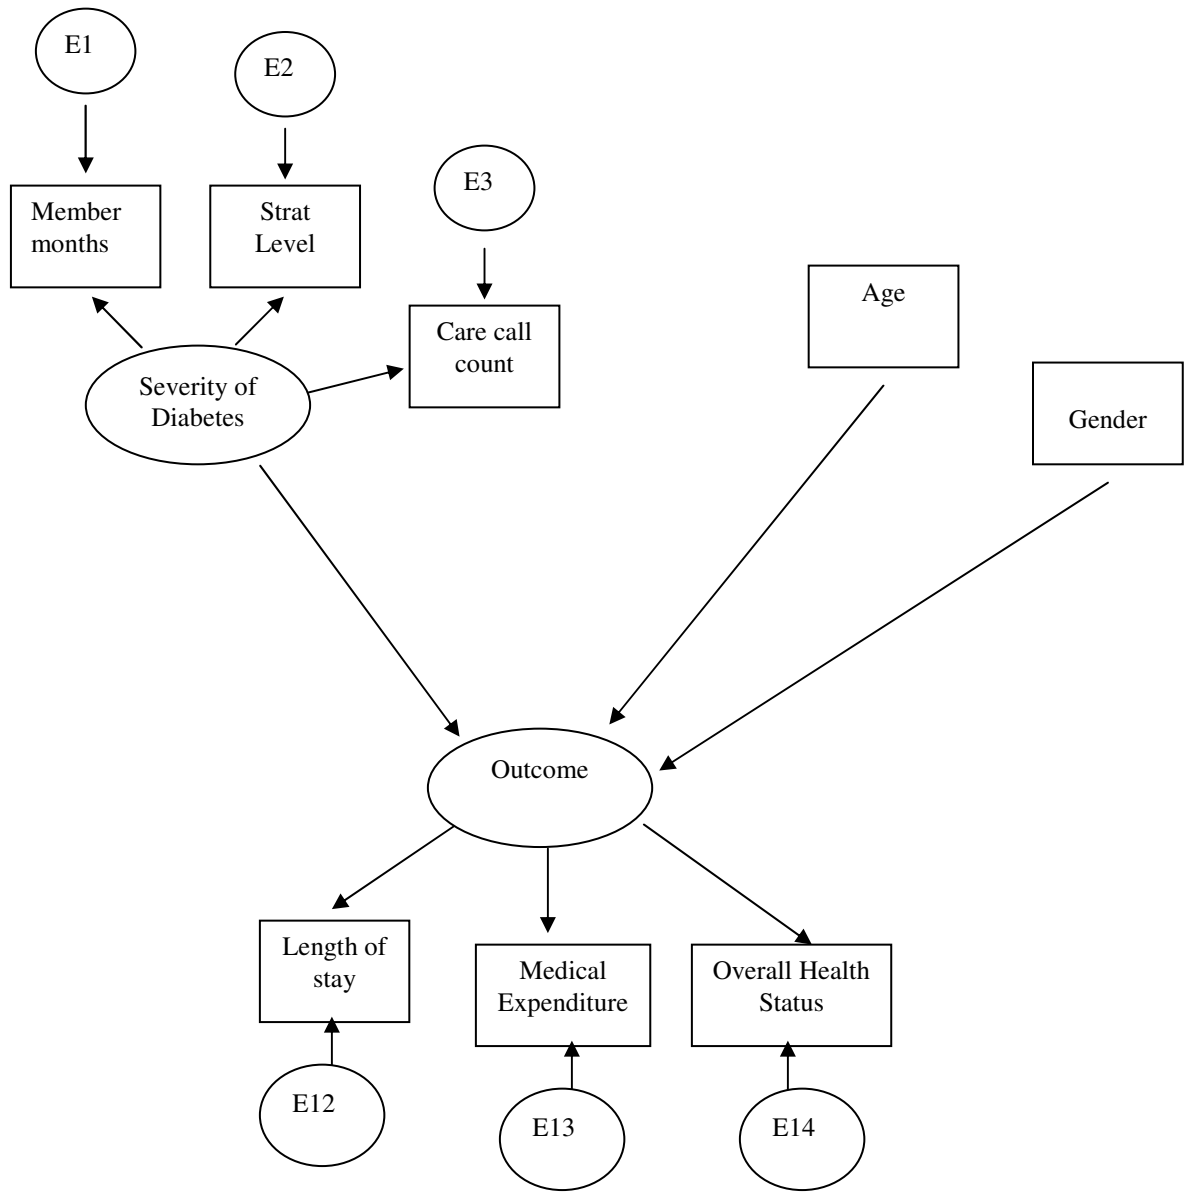 E1
E2
E3
Member
months
Strat
Level
Care call
count
Age
Gender
Severity of
Diabetes
Outcome
Length of
stay
Medical
Expenditure
Overall Health
Status
E12
E13
E14